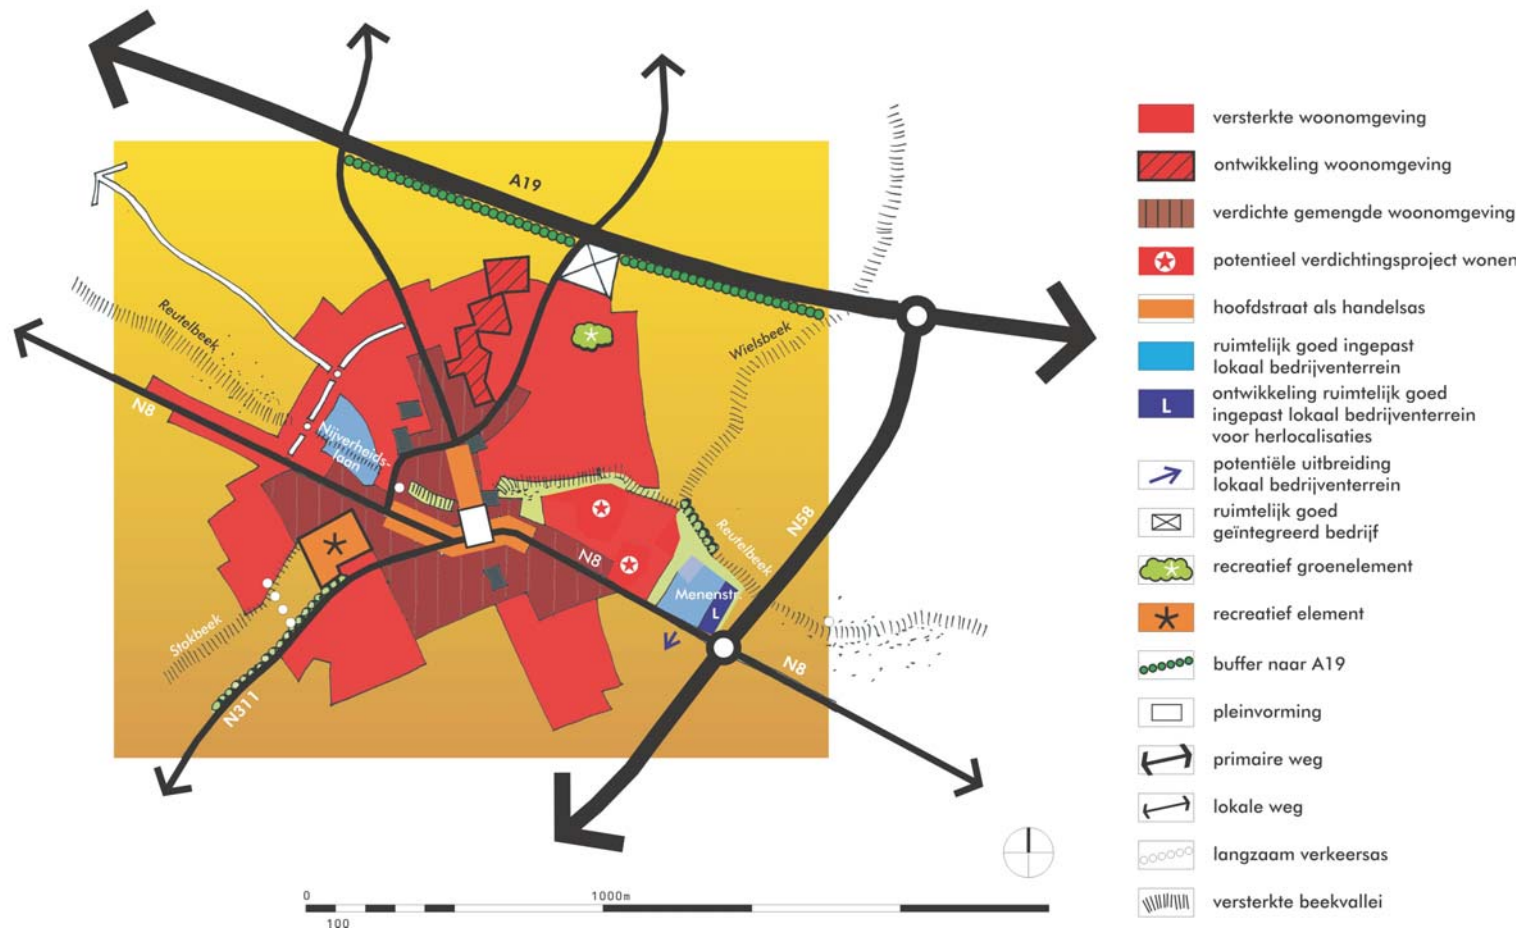 A19
Reutelbeek
Wielsbeek
N8
Nijverheids-
laan
N58
Reutelbeek
N8
Menenstr.
L
Stokbeek
N311
N8
0
1000m
100
versterkte woonomgeving
ontwikkeling woonomgeving
verdichte gemengde woonomgeving
potentieel verdichtingsproject wonen
hoofdstraat als handelsas
ruimtelijk goed ingepast
lokaal bedrijventerrein
L
ontwikkeling ruimtelijk goed
ingepast lokaal bedrijventerrein
voor herlocalisaties
potentiële uitbreiding
lokaal bedrijventerrein
ruimtelijk goed
geïntegreerd bedrijf
recreatief groenelement
recreatief element
buffer naar A19
pleinvorming
primaire weg
lokale weg
langzaam verkeersas
versterkte beekvallei